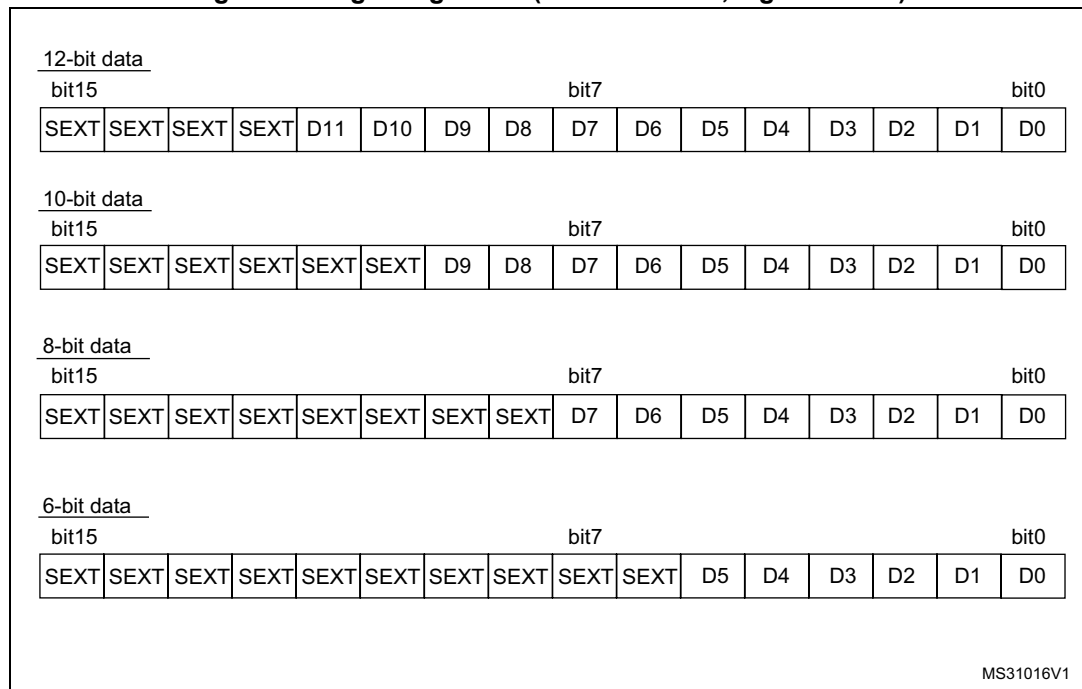 12-bit data
bit15 bit7 bit0
SEXT SEXT SEXT SEXT D11 D10 D9 D8 D7 D6 D5 D4 D3 D2 D1 D0
10-bit data
bit15 bit7 bit0
SEXT SEXT SEXT SEXT SEXT SEXT D9 D8 D7 D6 D5 D4 D3 D2 D1 D0
8-bit data
bit15 bit7 bit0
SEXT SEXT SEXT SEXT SEXT SEXT SEXT SEXT D7 D6 D5 D4 D3 D2 D1 D0
6-bit data
bit15 bit7 bit0
SEXT SEXT SEXT SEXT SEXT SEXT SEXT SEXT SEXT SEXT D5 D4 D3 D2 D1 D0
MS31016V1